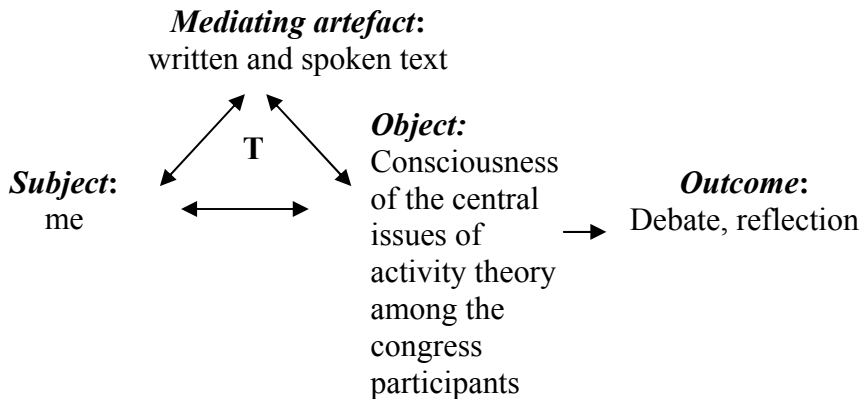 Mediating artefact:
written and spoken text
T
Subject:
me
Object:
Consciousness
of the central
issues of
activity theory
among the
congress
participants
Outcome:
Debate, reflection